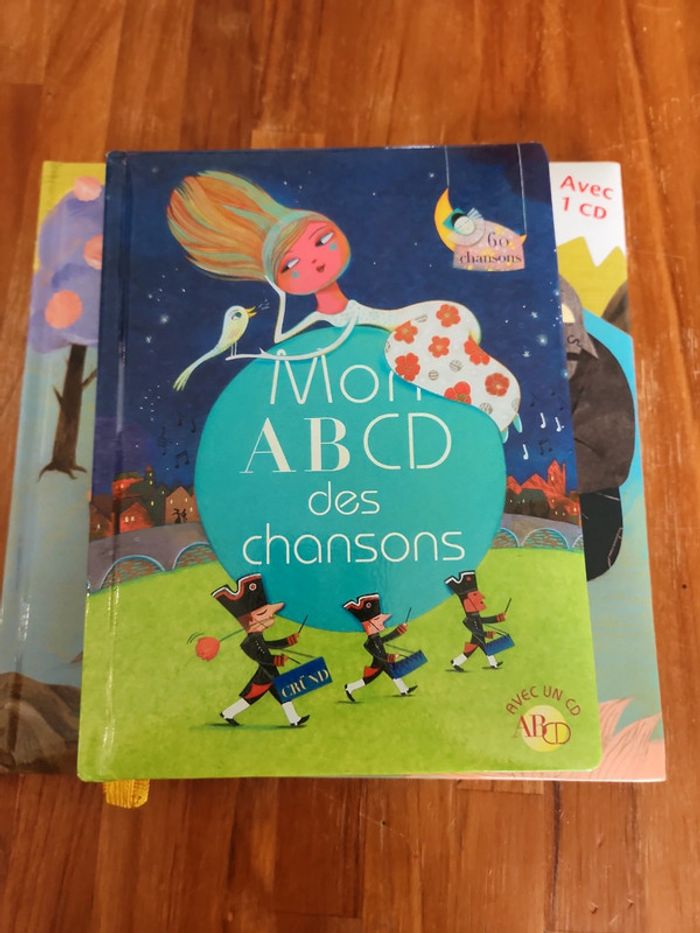 Avec
1 CD
60
chansons
Mon
ABCD
des
chansons
GRÜND
AVEC UN CD
ABCD